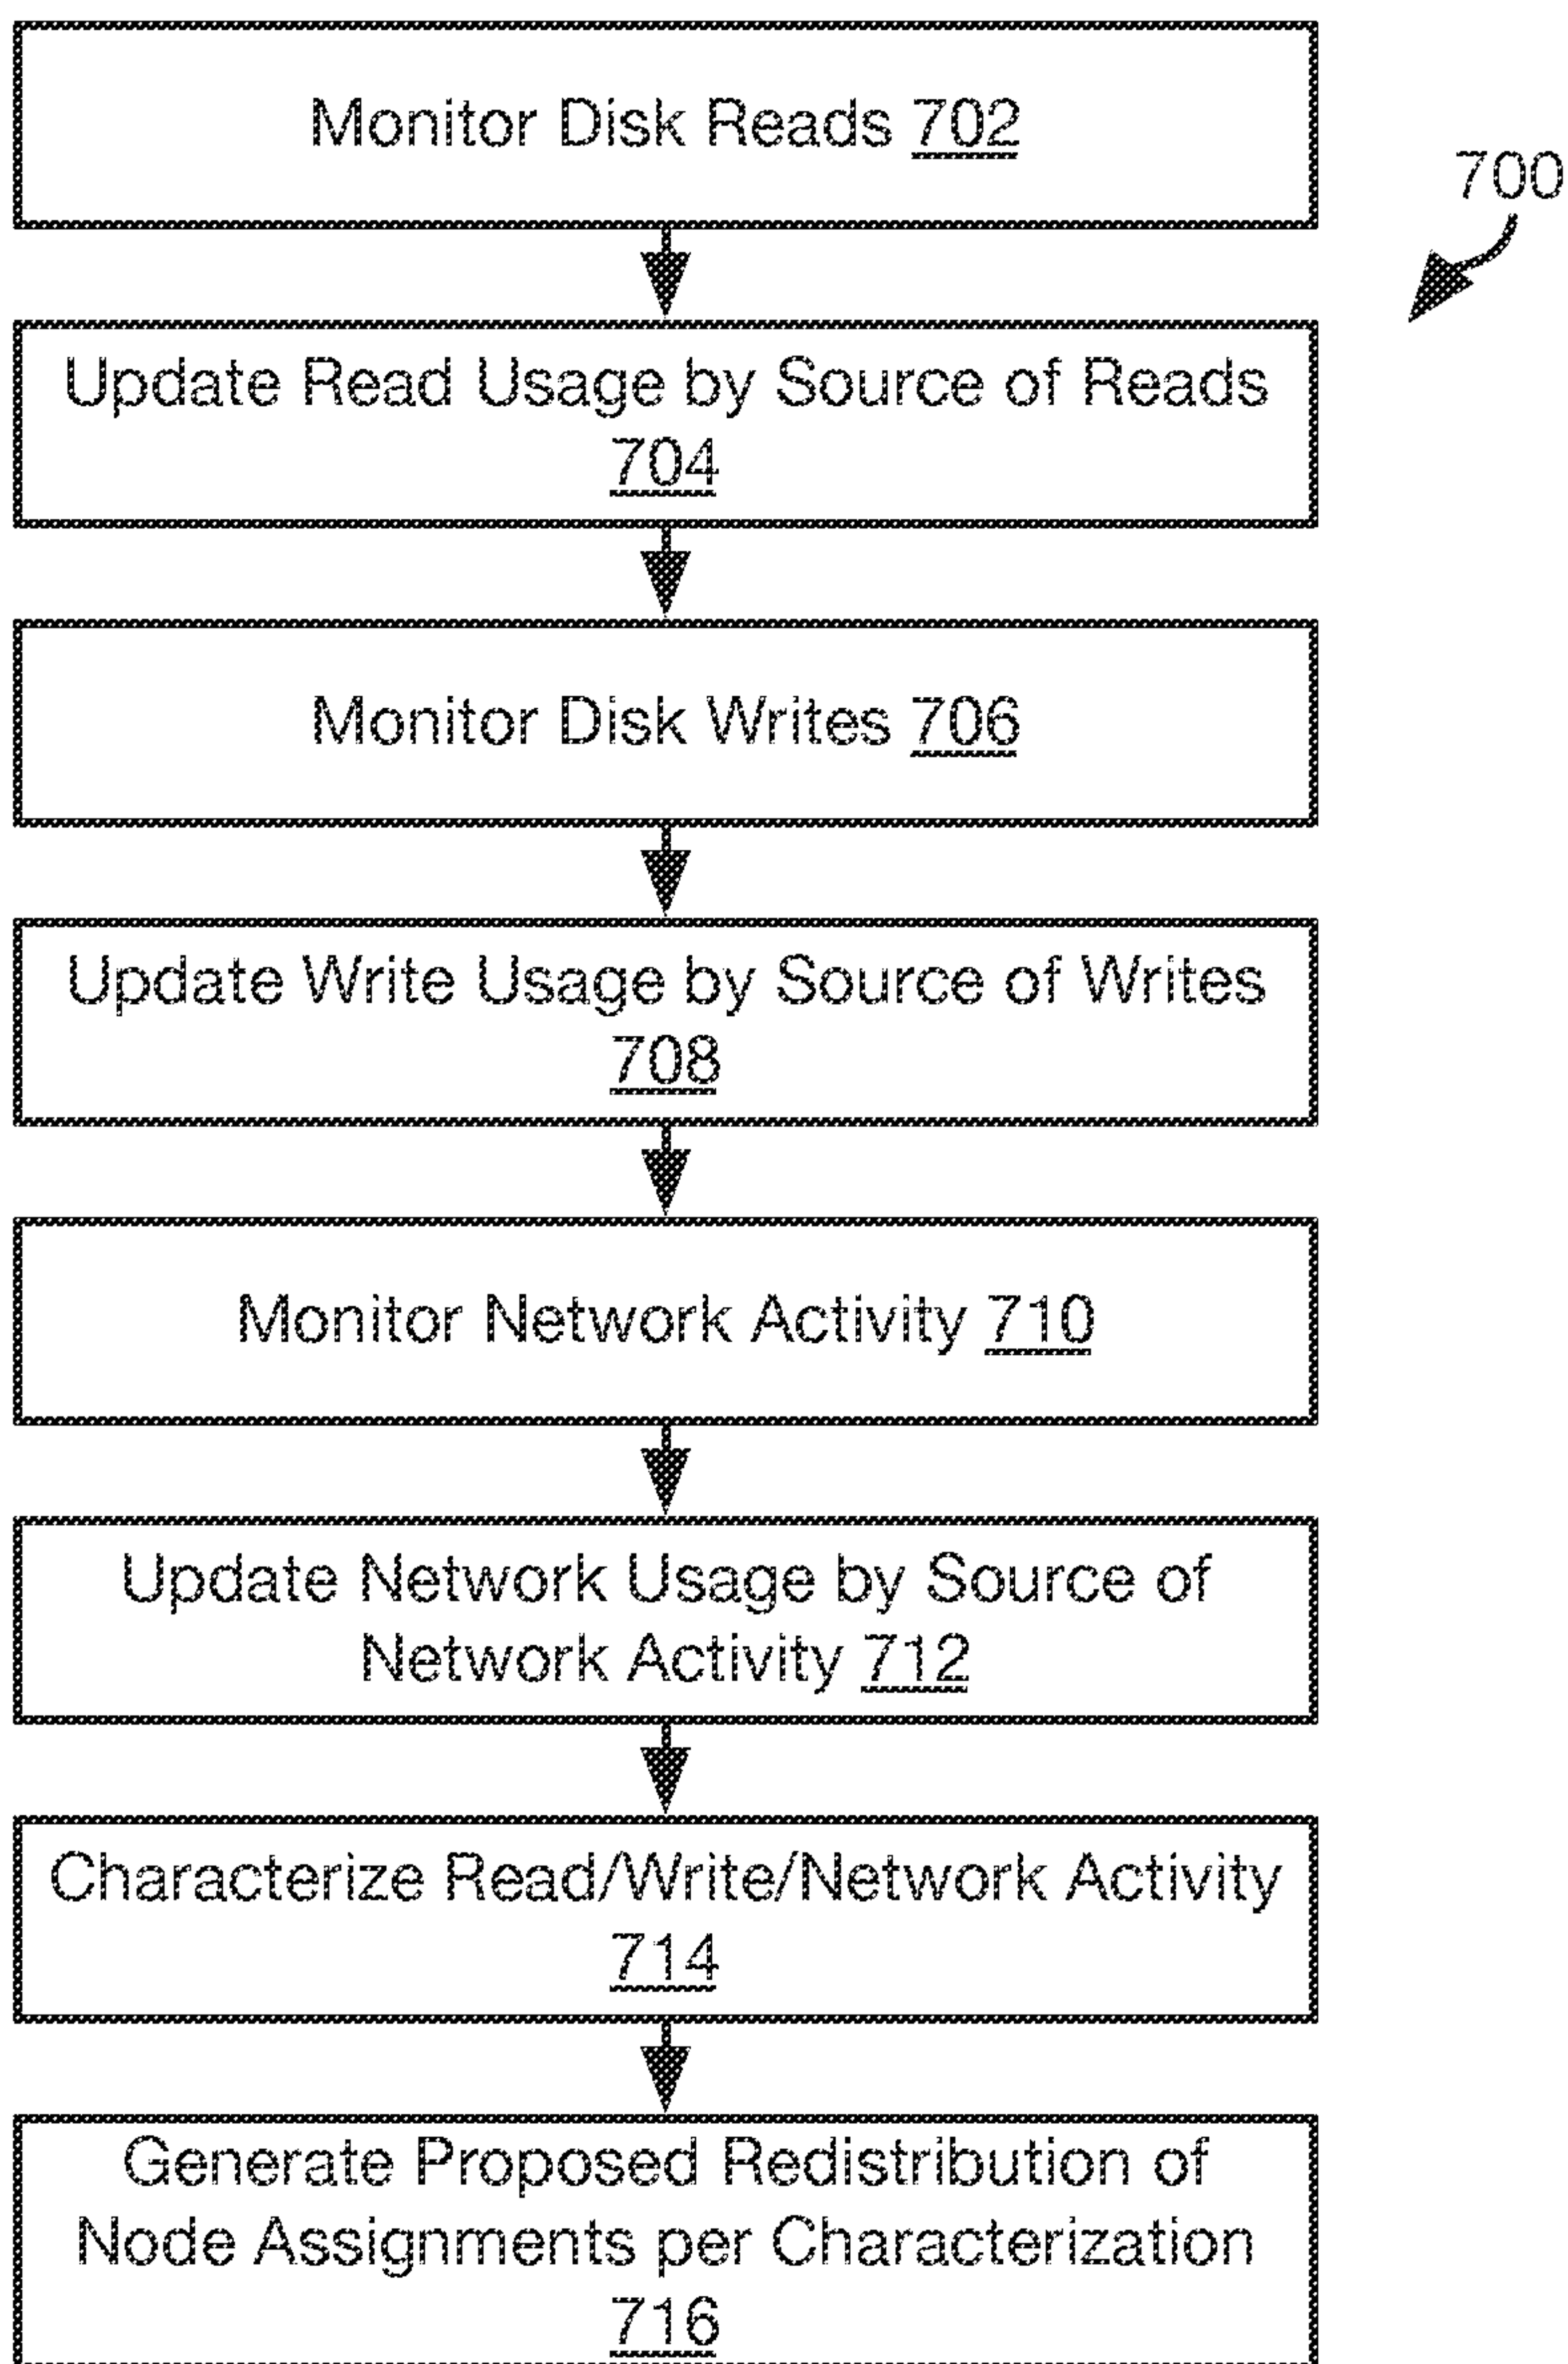 Monitor Disk Reads 702
700
Update Read Usage by Source of Reads
704
Monitor Disk Writes 706
Update Write Usage by Source of Writes
708
Monitor Network Activity 710
Update Network Usage by Source of
Network Activity 712
Characterize Read/Write/Network Activity
714
Generate Proposed Redistribution of
Node Assignments per Characterization
716